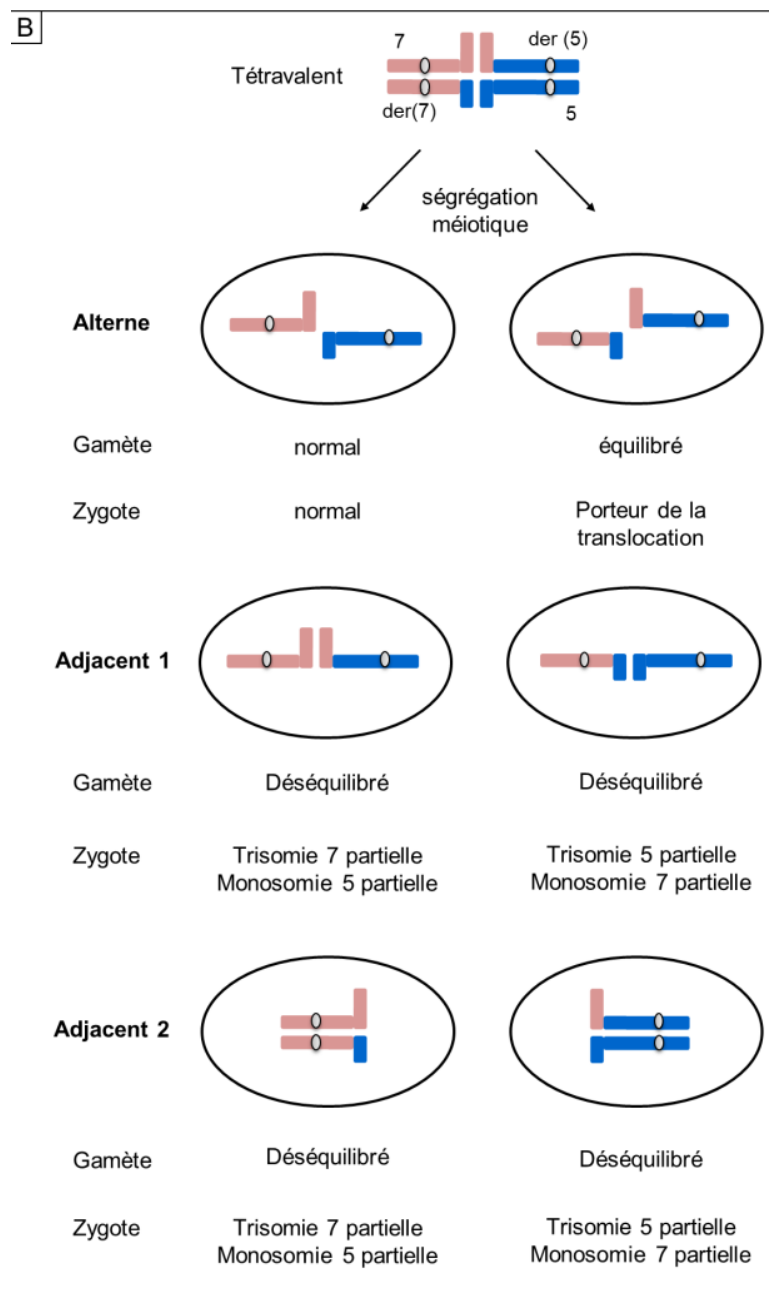 B
7
der (5)
Tétravalent
der(7)
5
ségrégation
méiotique
Alterne
Gamète
normal
équilibré
Zygote
normal
Porteur de la
translocation
Adjacent 1
Gamète
Déséquilibré
Déséquilibré
Zygote
Trisomie 7 partielle
Monosomie 5 partielle
Trisomie 5 partielle
Monosomie 7 partielle
Adjacent 2
Gamète
Déséquilibré
Déséquilibré
Zygote
Trisomie 7 partielle
Monosomie 5 partielle
Trisomie 5 partielle
Monosomie 7 partielle